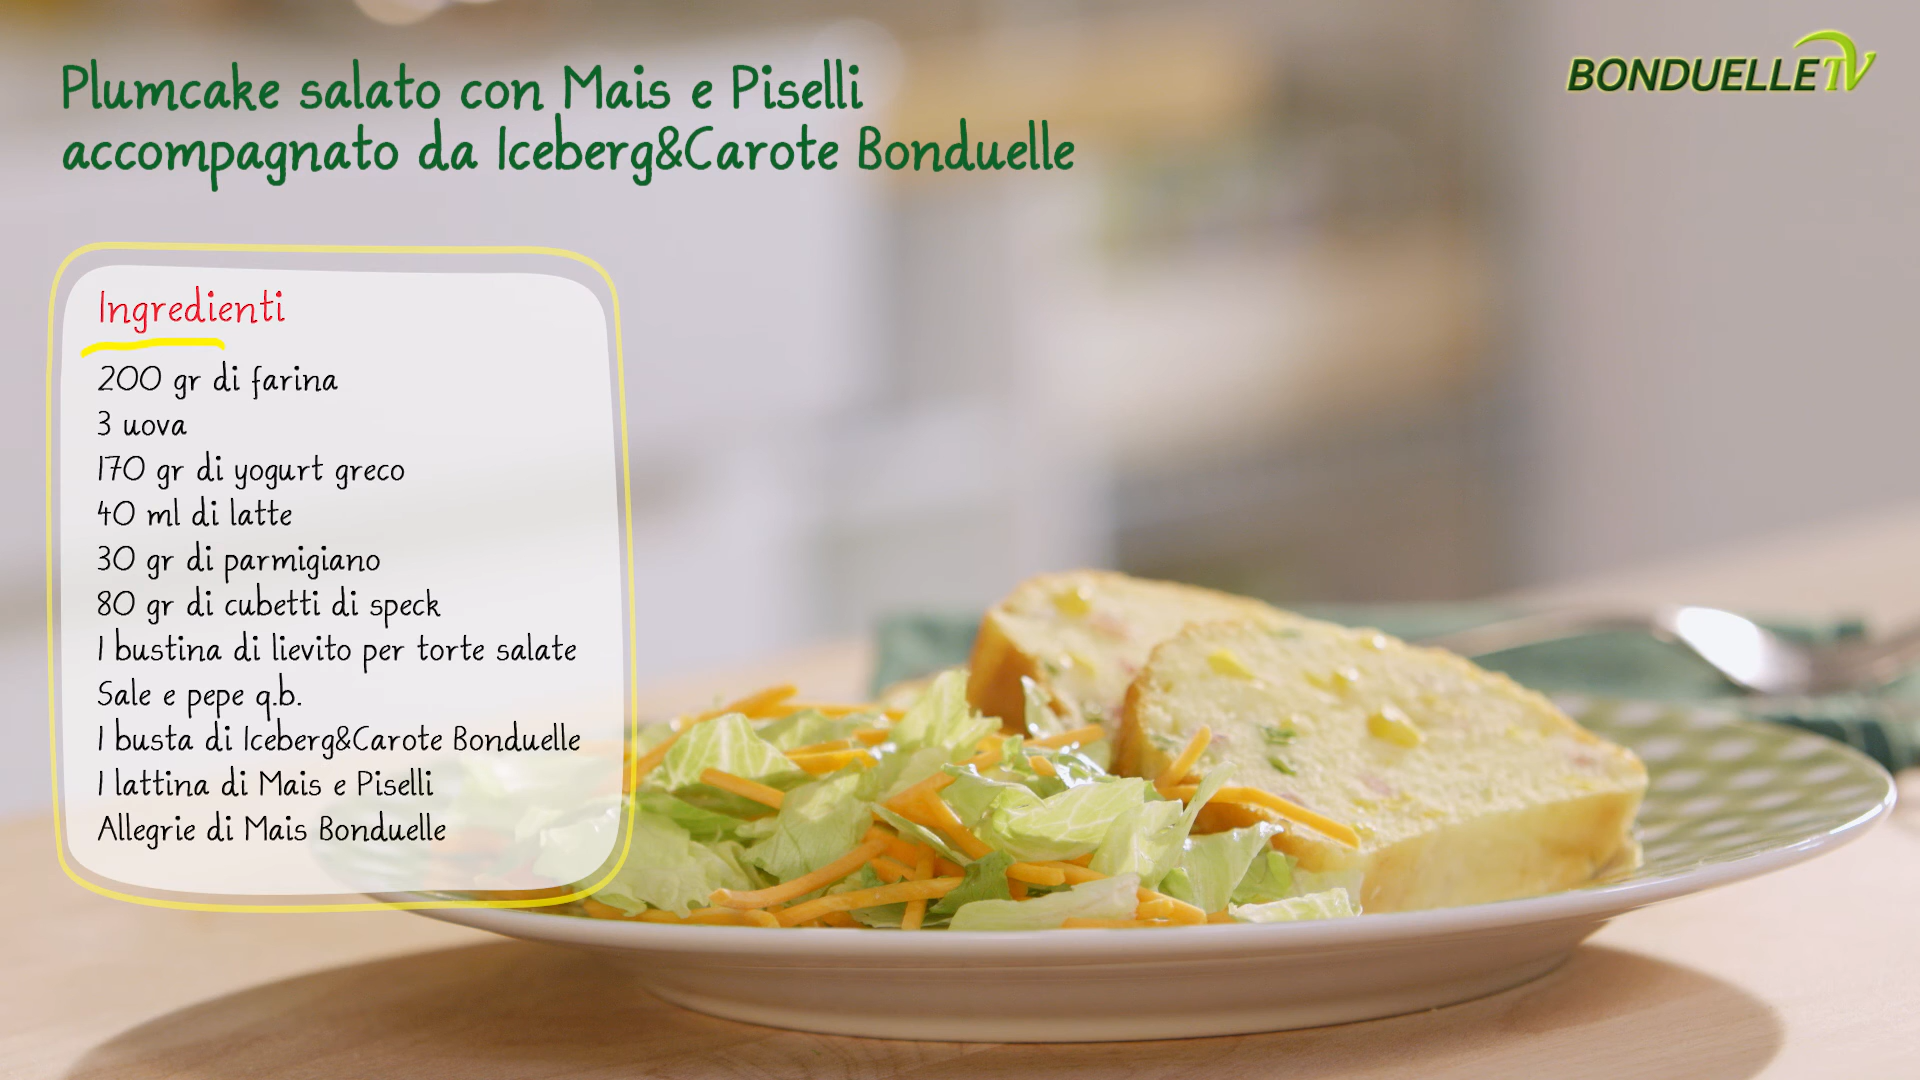 Plumcake salato con Mais e Piselli
accompagnato da Iceberg&Carote Bonduelle
BONDUELLE TV
Ingredienti
200 gr di farina
3 uova
170 gr di yogurt greco
40 ml di latte
30 gr di parmigiano
80 gr di cubetti di speck
1 bustina di lievito per torte salate
Sale e pepe q.b.
1 busta di Iceberg&Carote Bonduelle
1 lattina di Mais e Piselli
Allegrie di Mais Bonduelle